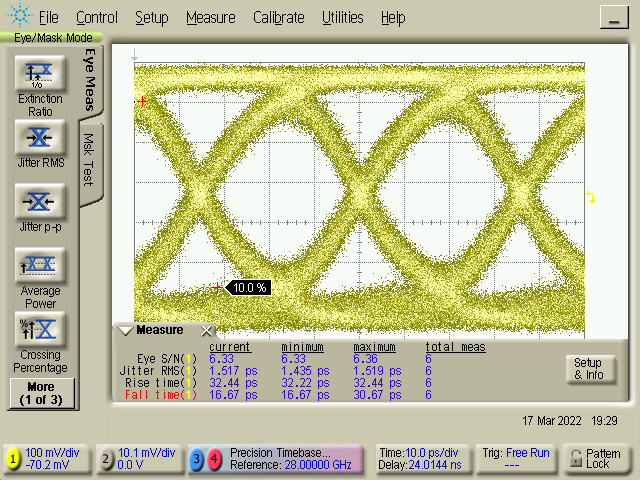 File Control Setup Measure Calibrate Utilities Help
Eye/Mask Mode
Eye Meas
Msk Test
1/0
Extinction
Ratio
Jitter RMS
Jitter p-p
Average
Power
%
Crossing
Percentage
More
(1 of 3)
10.0 %
Measure
current minimum maximum total meas
Eye S/N(1) 6.33 6.33 6.36 6
Jitter RMS(1) 1.517 ps 1.435 ps 1.519 ps 6
Rise time(1) 32.44 ps 32.22 ps 32.44 ps 6
Fall time(1) 16.67 ps 16.67 ps 30.67 ps 6
Setup
& Info
17 Mar 2022 19:29
1 100 mV/div
-70.2 mV
2 10.1 mV/div
0.0 V
3 4 Precision Timebase...
Reference: 28.00000 GHz
Time:10.0 ps/div
Delay:24.0144 ns
Trig: Free Run
---
Pattern
Lock